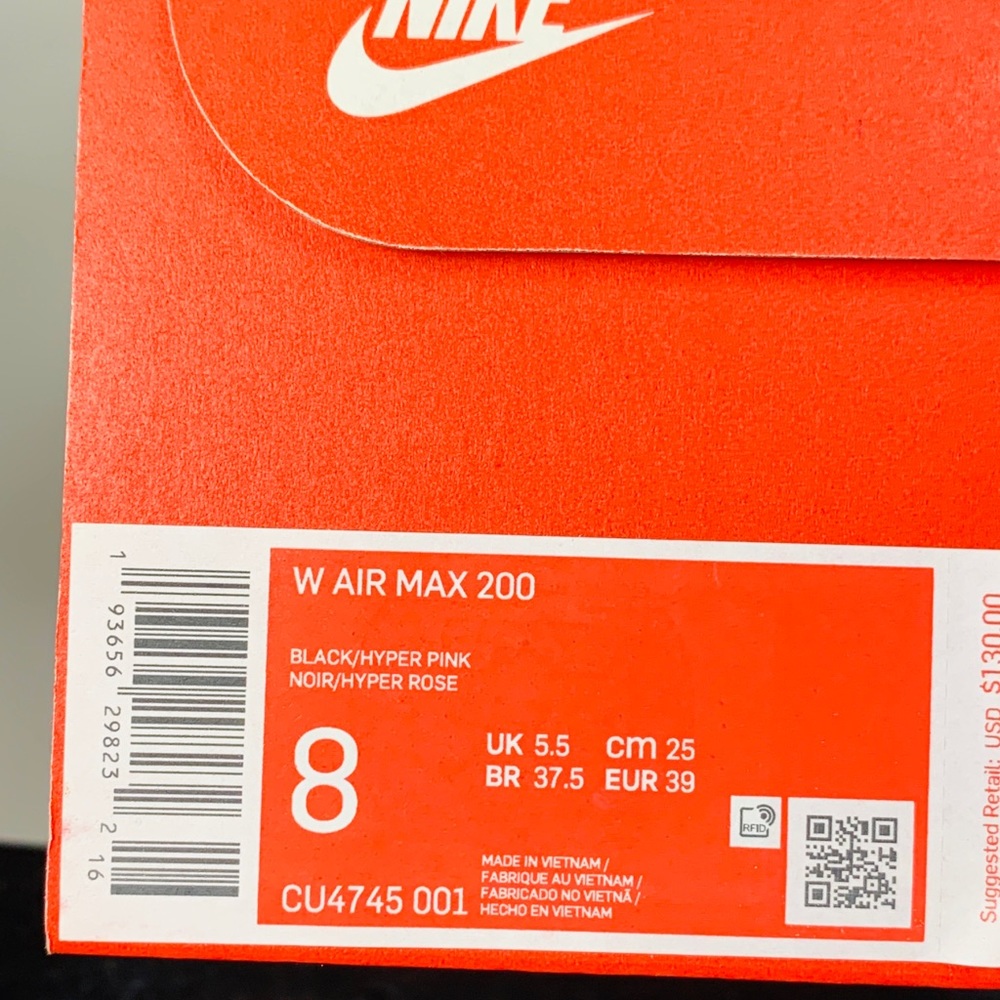 NIKE
W AIR MAX 200
BLACK/HYPER PINK
NOIR/HYPER ROSE
8
UK 5.5 cm 25
BR 37.5 EUR 39
RFID
MADE IN VIETNAM /
FABRIQUE AU VIETNAM /
FABRICADO NO VIETNÃ /
HECHO EN VIETNAM
CU4745 001
1 93656 29823 2 16
Suggested Retail: USD $130.00